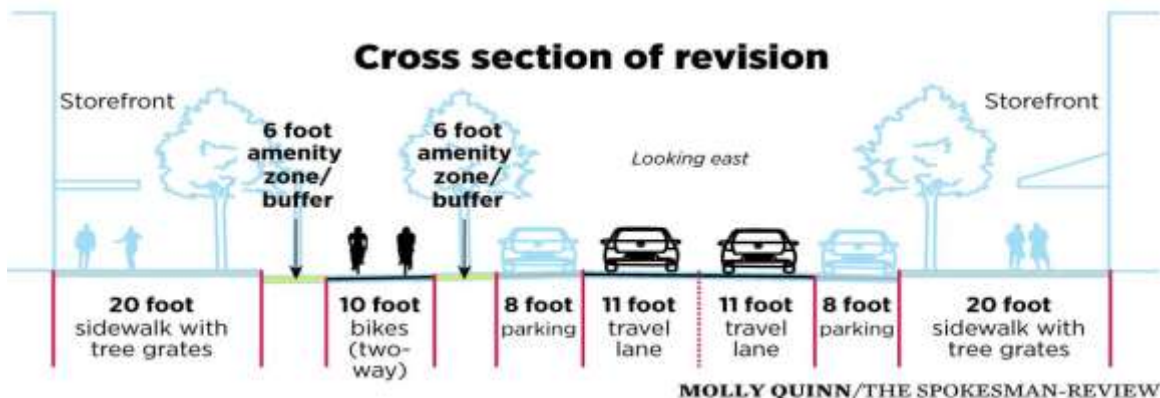 Cross section of revision
Storefront
6 foot
amenity
zone/
buffer
6 foot
amenity
zone/
buffer
Looking east
Storefront
20 foot
sidewalk with
tree grates
10 foot
bikes
(two-
way)
8 foot
parking
11 foot
travel
lane
11 foot
travel
lane
8 foot
parking
20 foot
sidewalk with
tree grates
MOLLY QUINN/THE SPOKESMAN-REVIEW